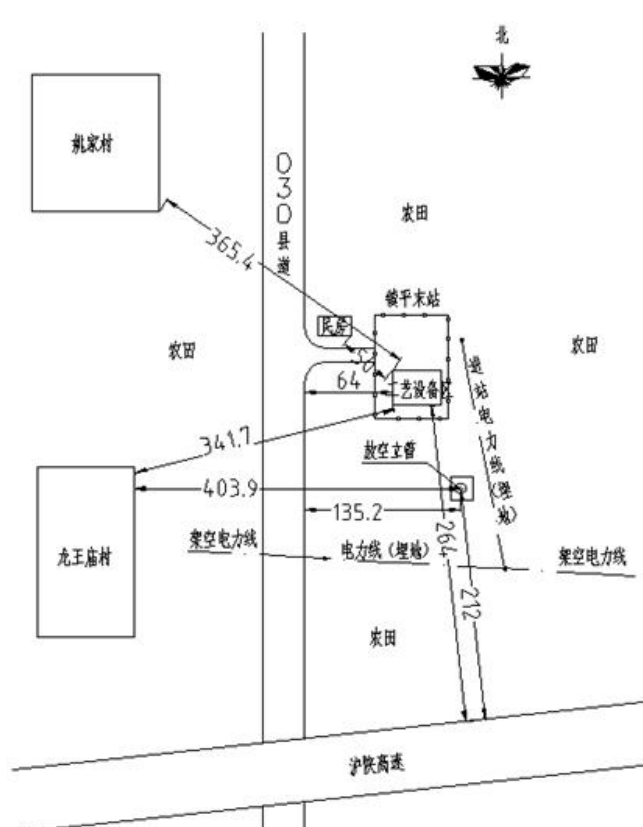 北
姚家村
030县道
农田
365.4
镇平末站
民房
农田
农田
50
64
艺设备区
进站电力线(埋地)
341.7
放空立管
403.9
135.2
架空电力线
电力线(埋地)
264
架空电力线
龙王庙村
212
农田
沪陕高速